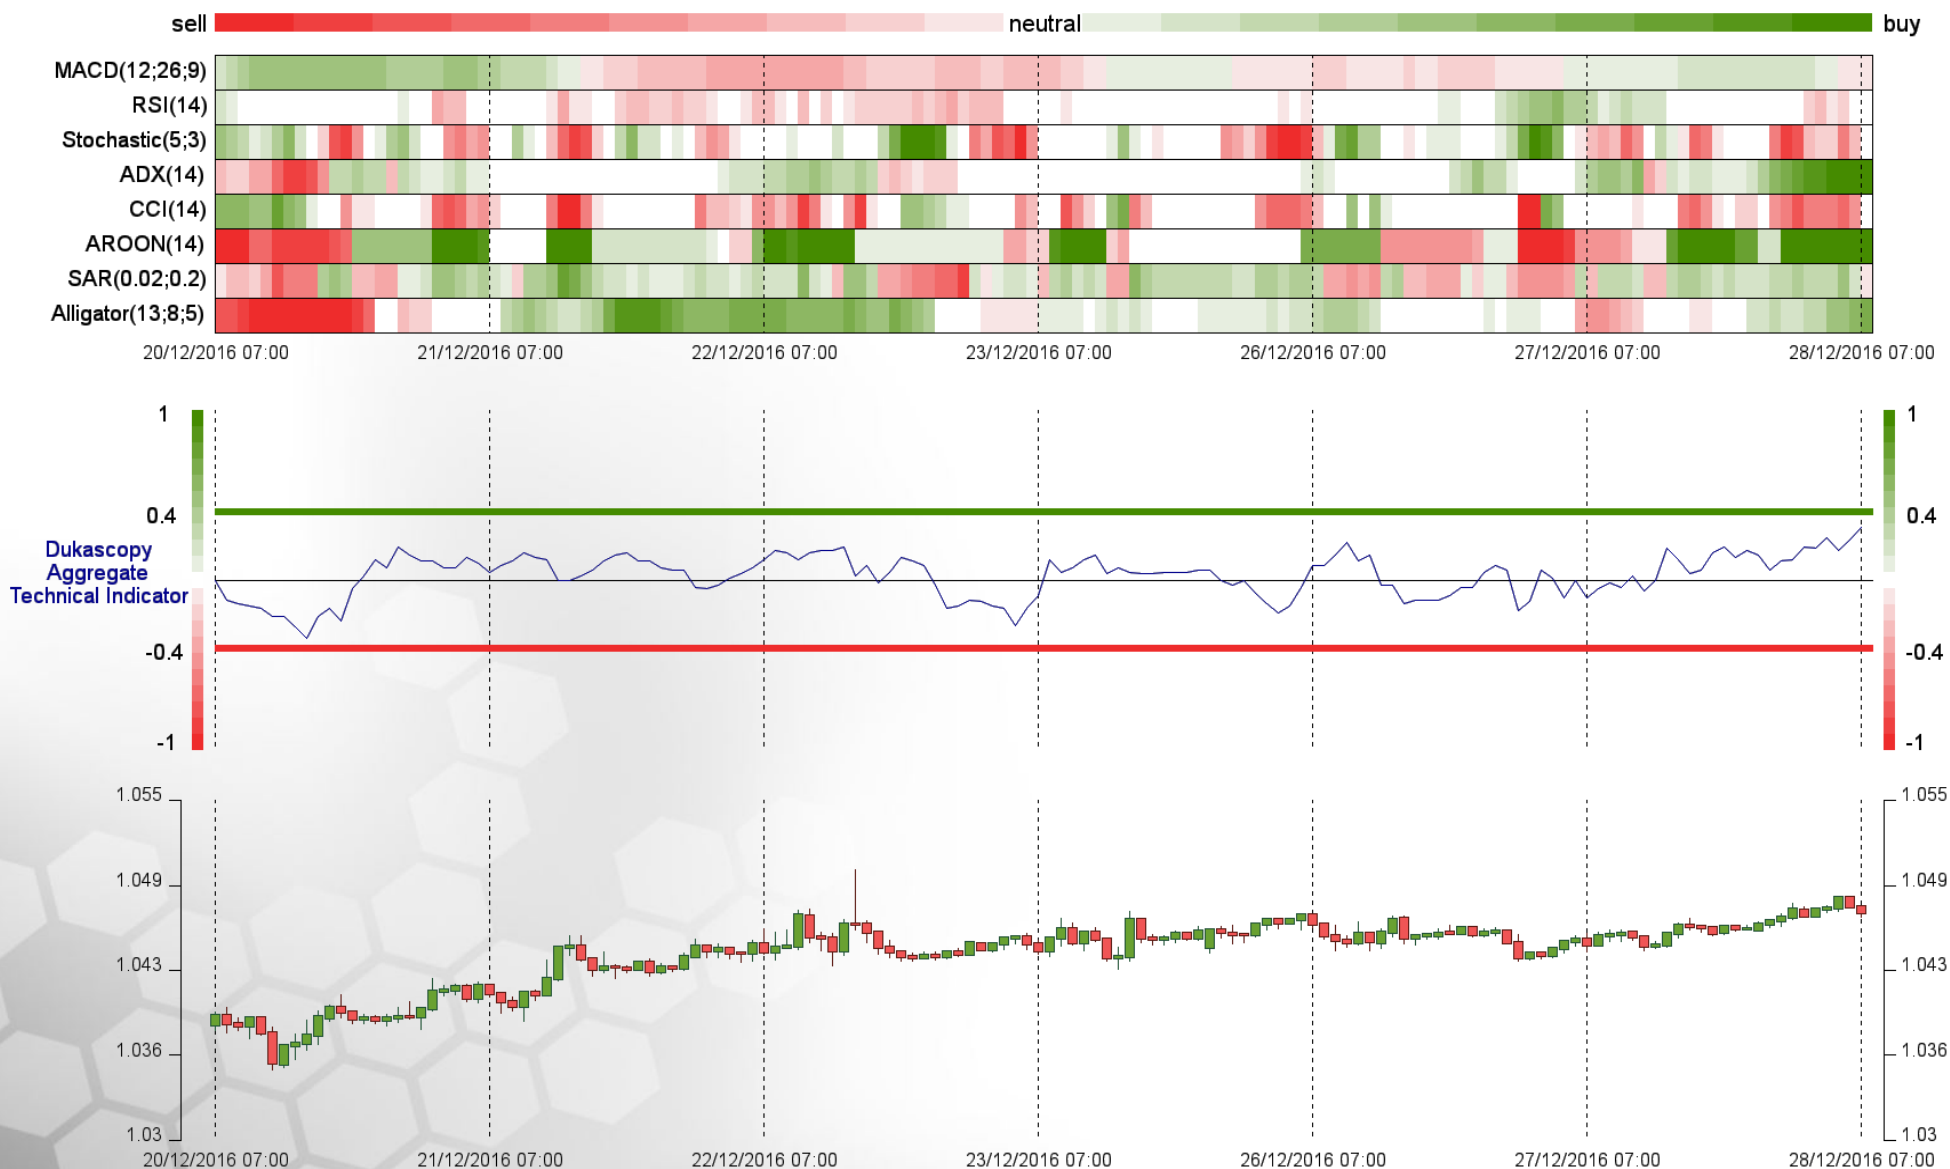 sell neutral buy
MACD(12;26;9)
RSI(14)
Stochastic(5;3)
ADX(14)
CCI(14)
AROON(14)
SAR(0.02;0.2)
Alligator(13;8;5)
20/12/2016 07:00 21/12/2016 07:00 22/12/2016 07:00 23/12/2016 07:00 26/12/2016 07:00 27/12/2016 07:00 28/12/2016 07:00
1 1
0.4 0.4
Dukascopy
Aggregate
Technical Indicator
-0.4 -0.4
-1 -1
1.055 1.055
1.049 1.049
1.043 1.043
1.036 1.036
1.03 1.03
20/12/2016 07:00 21/12/2016 07:00 22/12/2016 07:00 23/12/2016 07:00 26/12/2016 07:00 27/12/2016 07:00 28/12/2016 07:00